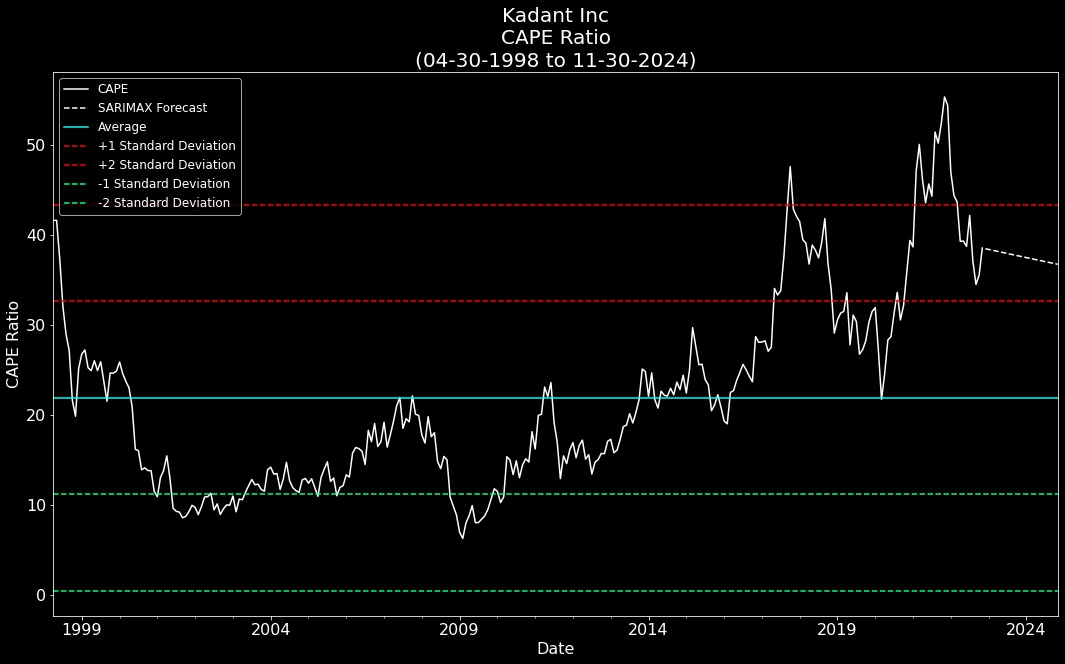 Kadant Inc
CAPE Ratio
(04-30-1998 to 11-30-2024)
CAPE
SARIMAX Forecast
Average
+1 Standard Deviation
+2 Standard Deviation
-1 Standard Deviation
-2 Standard Deviation
CAPE Ratio
50
40
30
20
10
0
1999 2004 2009 2014 2019 2024
Date